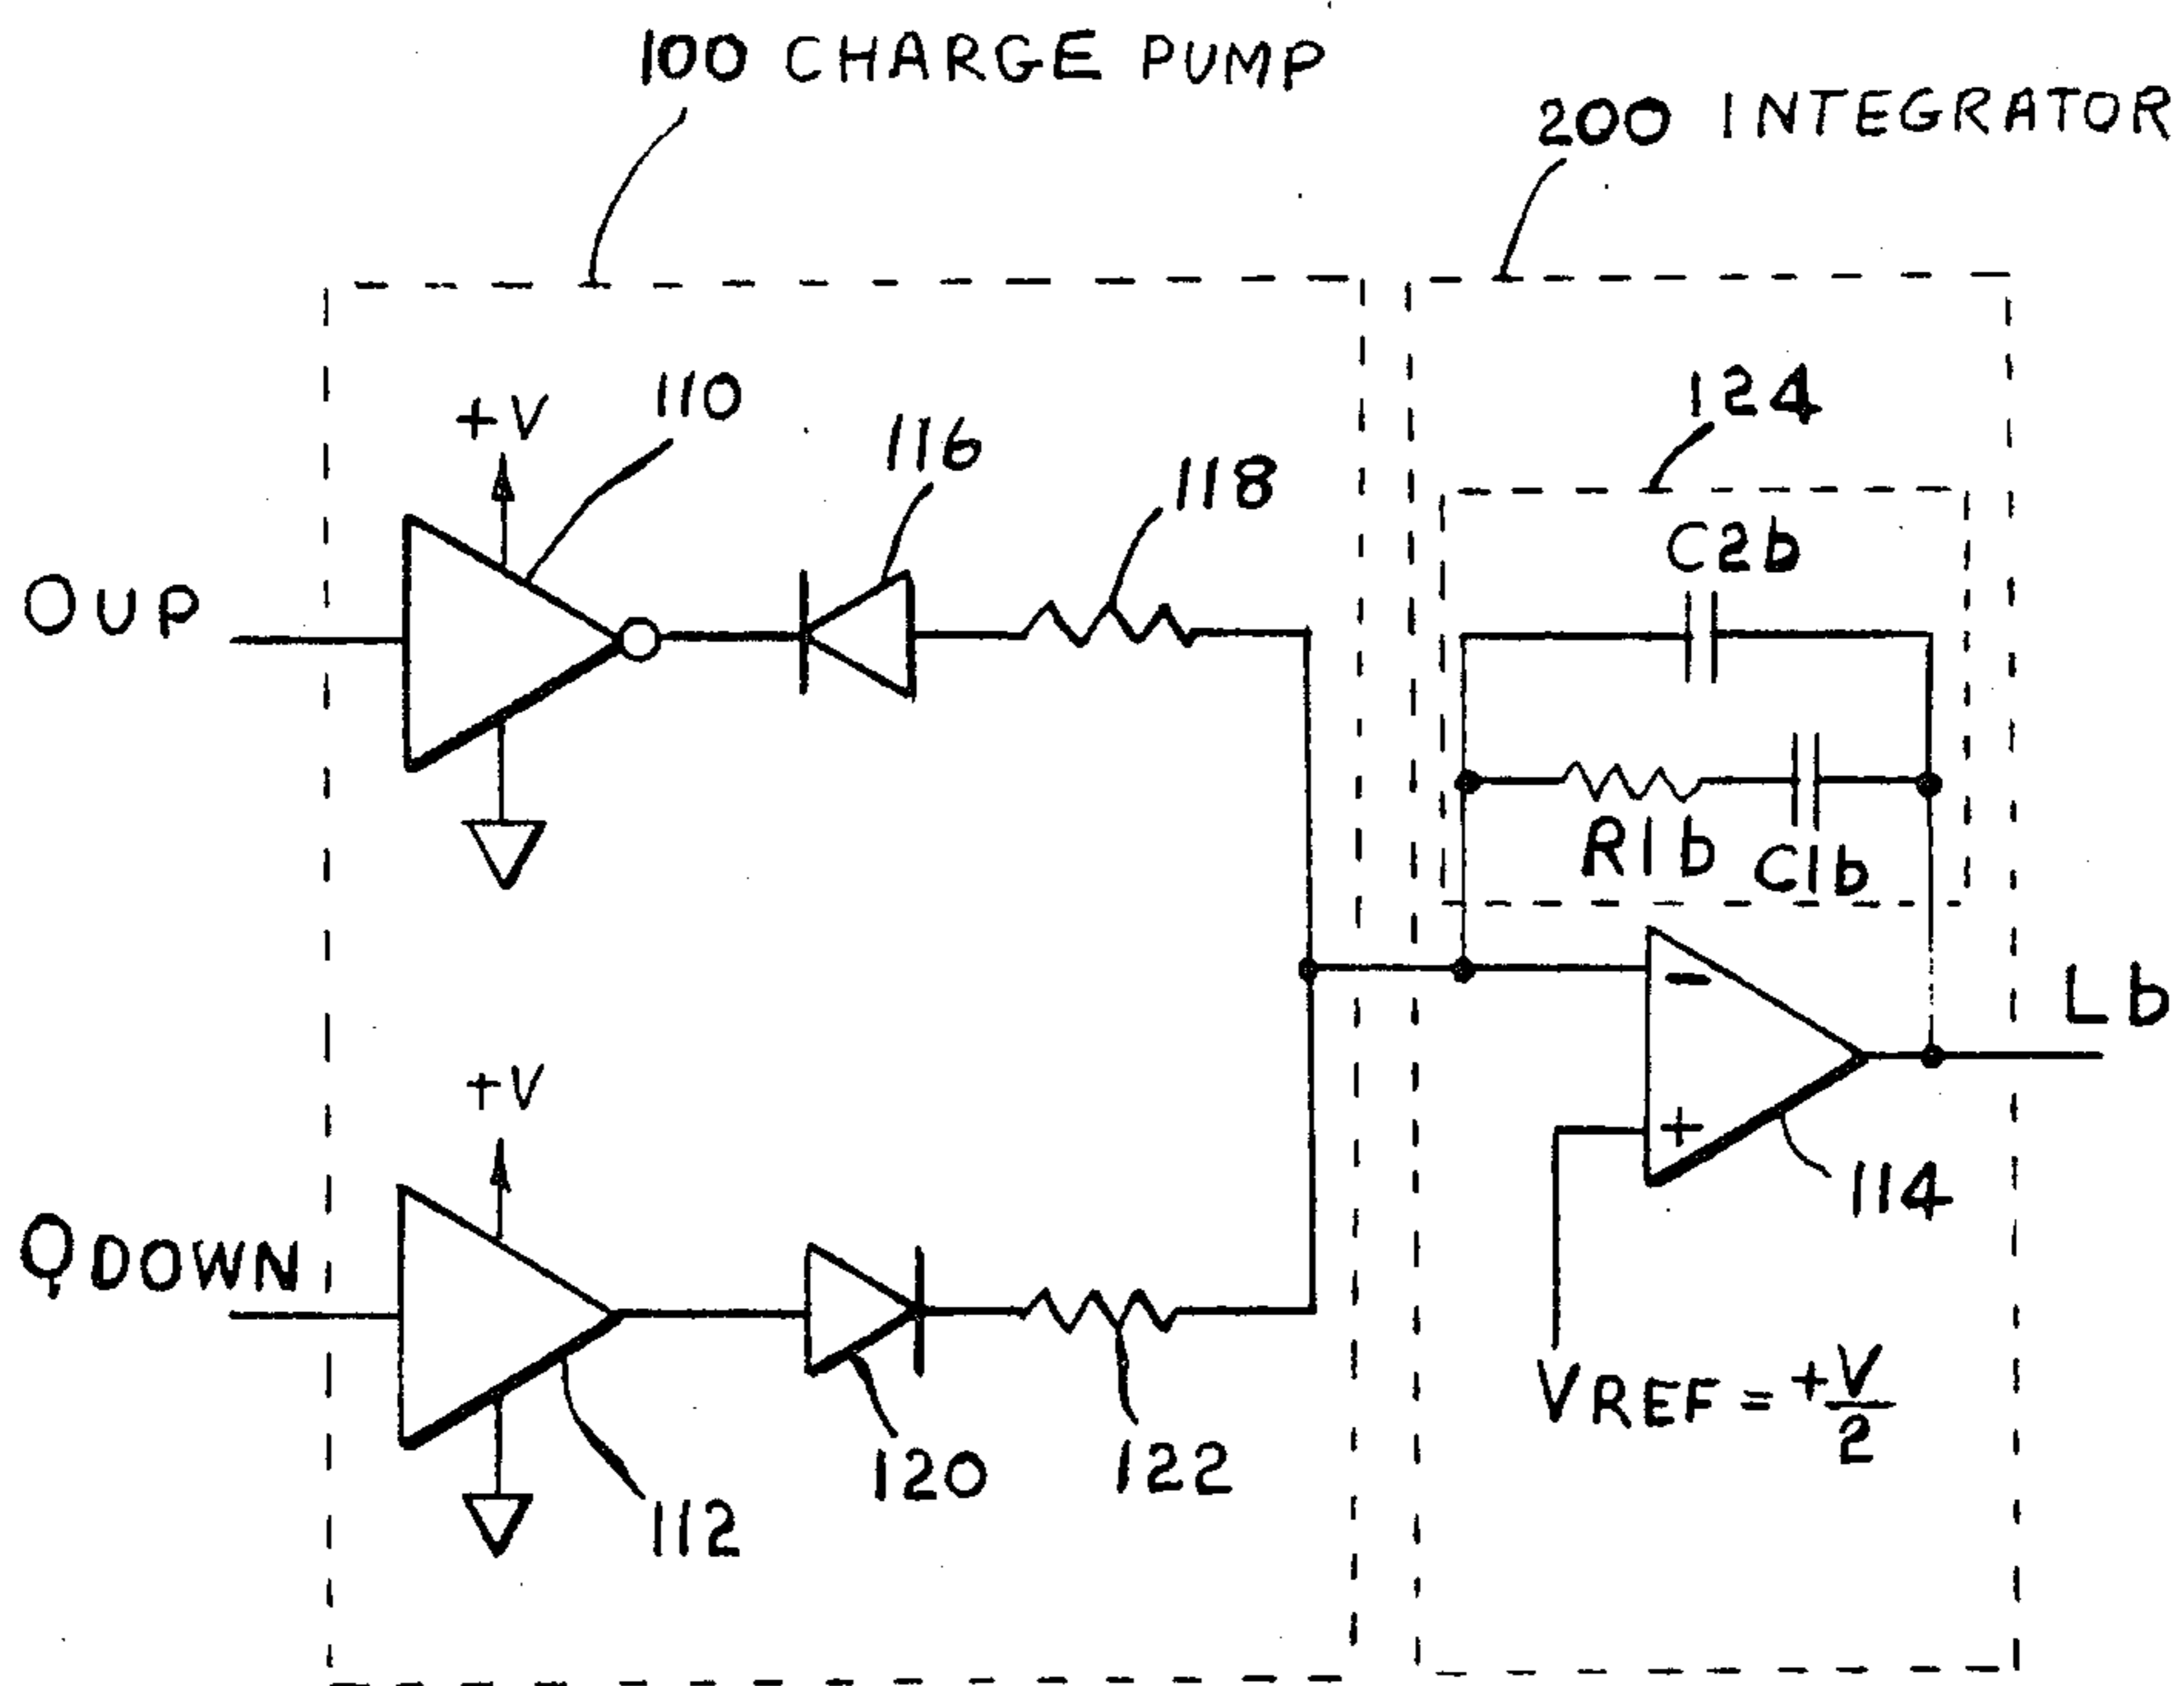 100 CHARGE PUMP
200 INTEGRATOR
+V
110
116
118
124
C2b
OUP
R1b
C1b
Lb
-
+
+V
114
QDOWN
VREF = +V/2
120
122
112